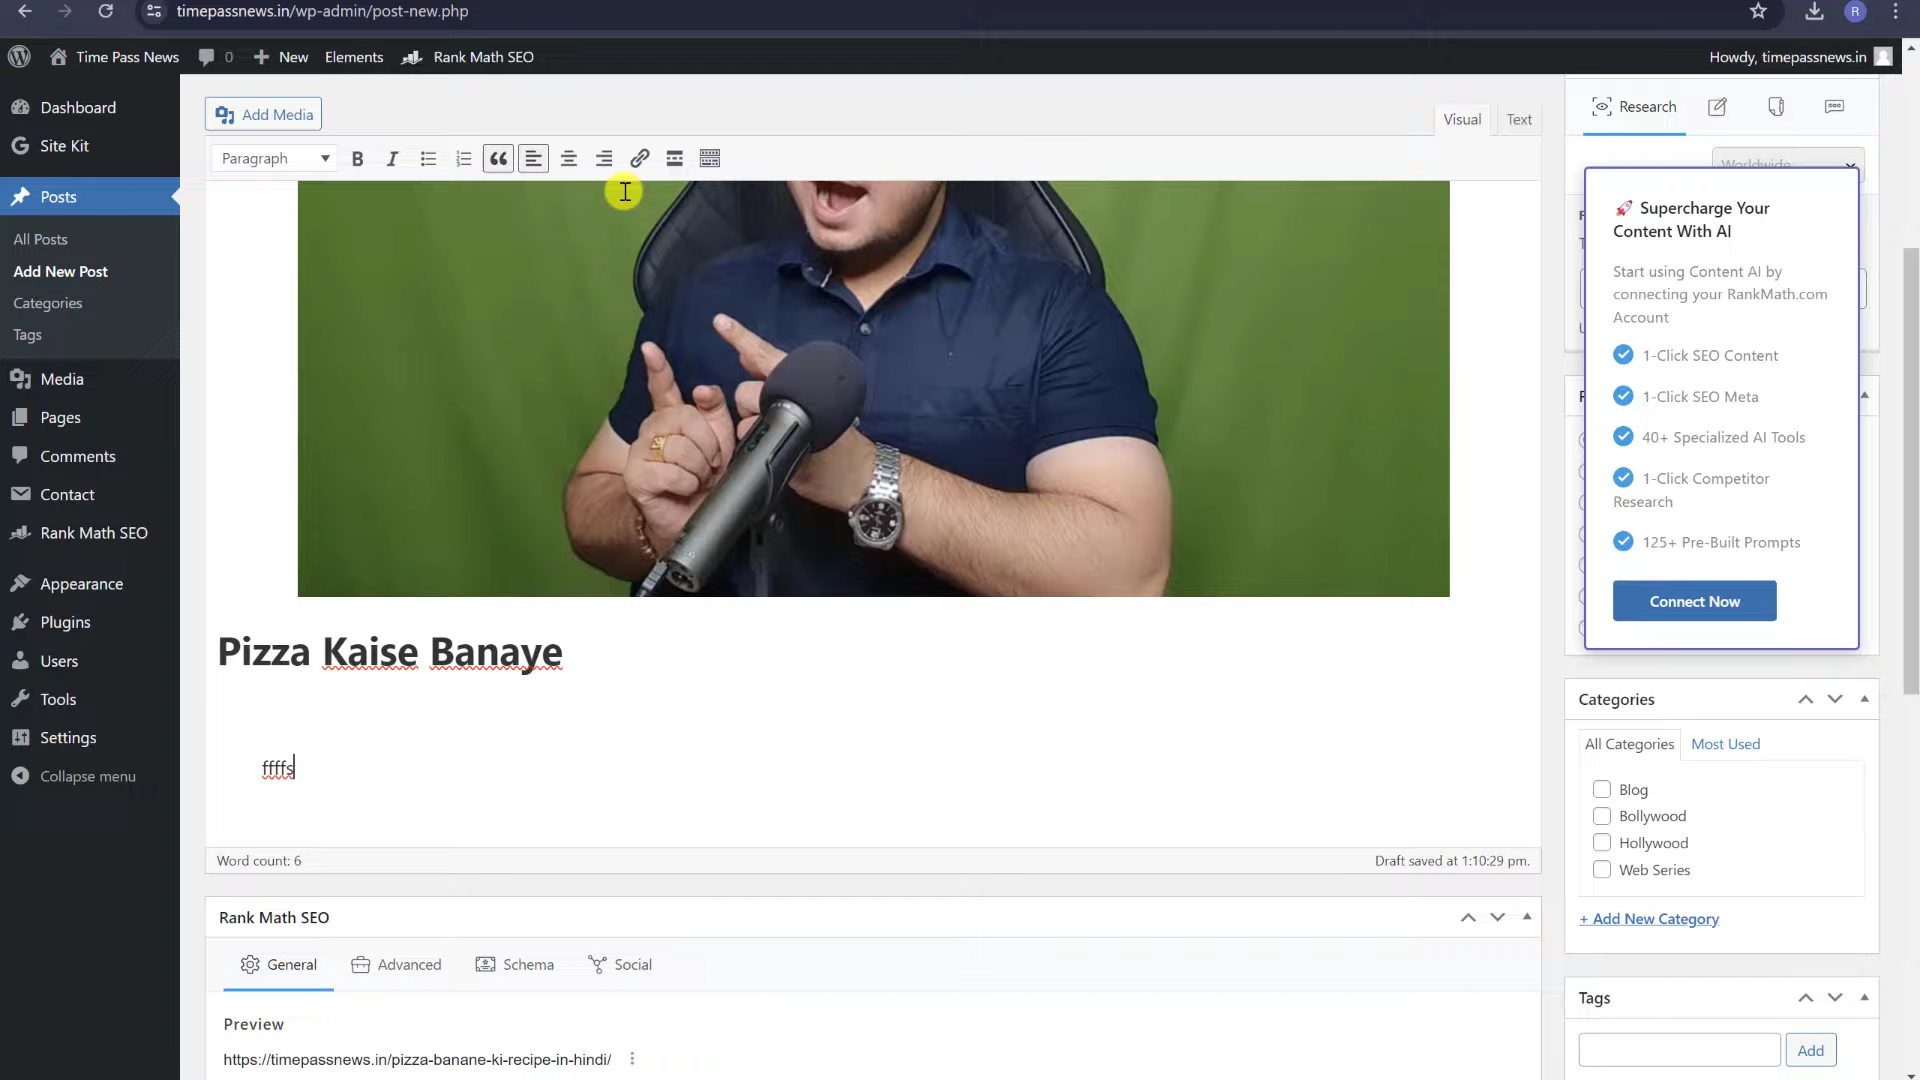 timepassnews.in/wp-admin/post-new.php
R
Time Pass News 0 New Elements Rank Math SEO
Howdy, timepassnews.in
Dashboard
Site Kit
Posts
All Posts
Add New Post
Categories
Tags
Media
Pages
Comments
Contact
Rank Math SEO
Appearance
Plugins
Users
Tools
Settings
Collapse menu
Add Media
Visual Text
Paragraph B I
Pizza Kaise Banaye
ffffs
Word count: 6
Draft saved at 1:10:29 pm.
Rank Math SEO
General Advanced Schema Social
Preview
https://timepassnews.in/pizza-banane-ki-recipe-in-hindi/
Research
Worldwide
🚀 Supercharge Your
Content With AI
Start using Content AI by
connecting your RankMath.com
Account
1-Click SEO Content
1-Click SEO Meta
40+ Specialized AI Tools
1-Click Competitor
Research
125+ Pre-Built Prompts
Connect Now
Categories
All Categories Most Used
Blog
Bollywood
Hollywood
Web Series
+ Add New Category
Tags
Add